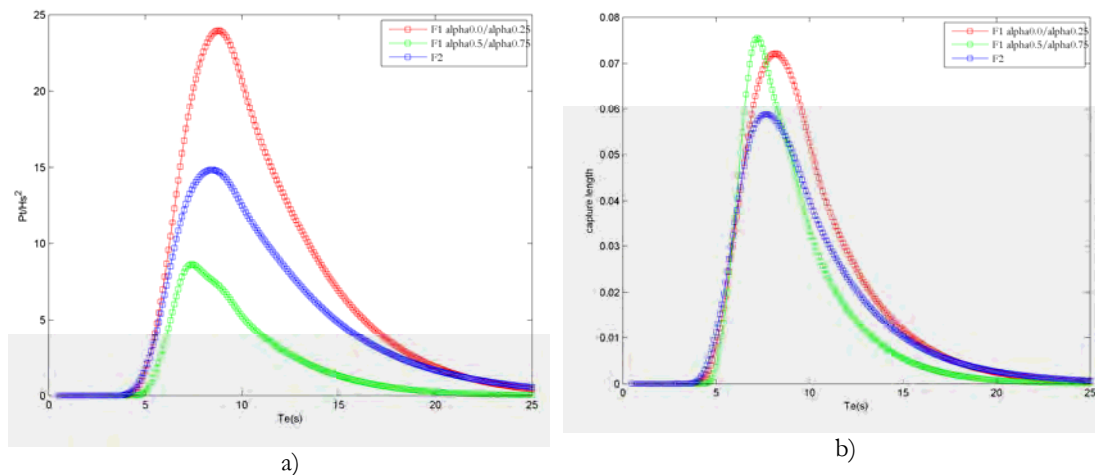 25
20
15
10
5
0
0 5 10 15 20 25
Pt/Hs²
Te(s)
F1 alpha0.0/alpha0.25
F1 alpha0.5/alpha0.75
F2
a)
0.08
0.07
0.06
0.05
0.04
0.03
0.02
0.01
0
0 5 10 15 20 25
capture length
Te(s)
F1 alpha0.0/alpha0.25
F1 alpha0.5/alpha0.75
F2
b)